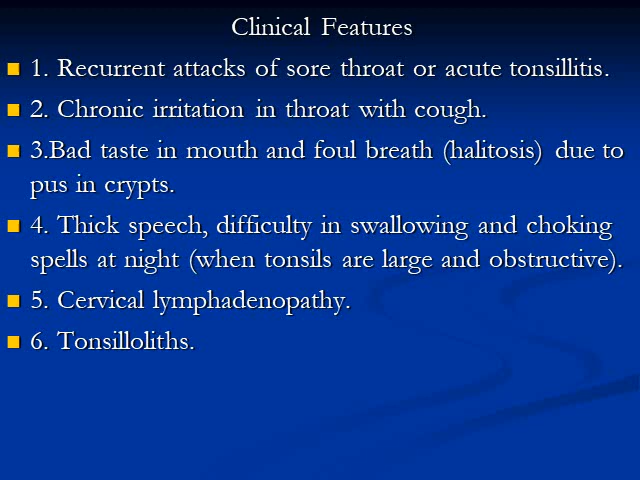 Clinical Features
1. Recurrent attacks of sore throat or acute tonsillitis.
2. Chronic irritation in throat with cough.
3.Bad taste in mouth and foul breath (halitosis) due to
pus in crypts.
4. Thick speech, difficulty in swallowing and choking
spells at night (when tonsils are large and obstructive).
5. Cervical lymphadenopathy.
6. Tonsilloliths.